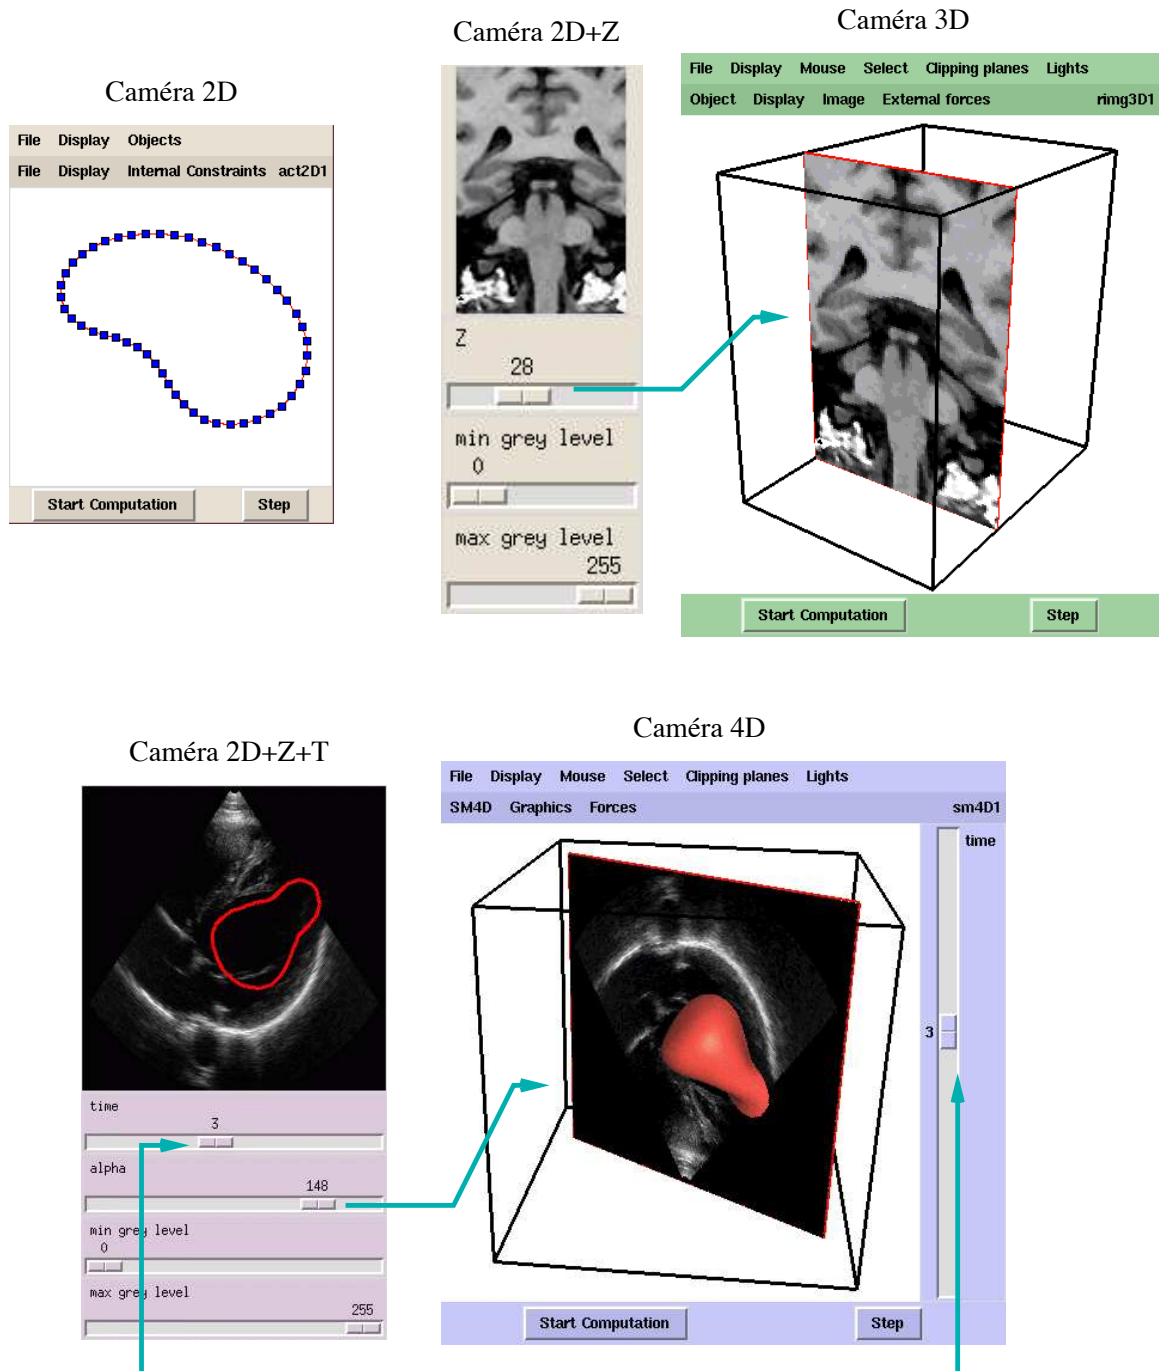 Caméra 2D
File Display Objects
File Display Internal Constraints act2D1
Start Computation Step
Caméra 2D+Z
Z
28
min grey level
0
max grey level
255
Caméra 3D
File Display Mouse Select Clipping planes Lights
Object Display Image External forces rimg3D1
Start Computation Step
Caméra 2D+Z+T
time
3
alpha
148
min grey level
0
max grey level
255
Caméra 4D
File Display Mouse Select Clipping planes Lights
SM4D Graphics Forces sm4D1
time
3
Start Computation Step